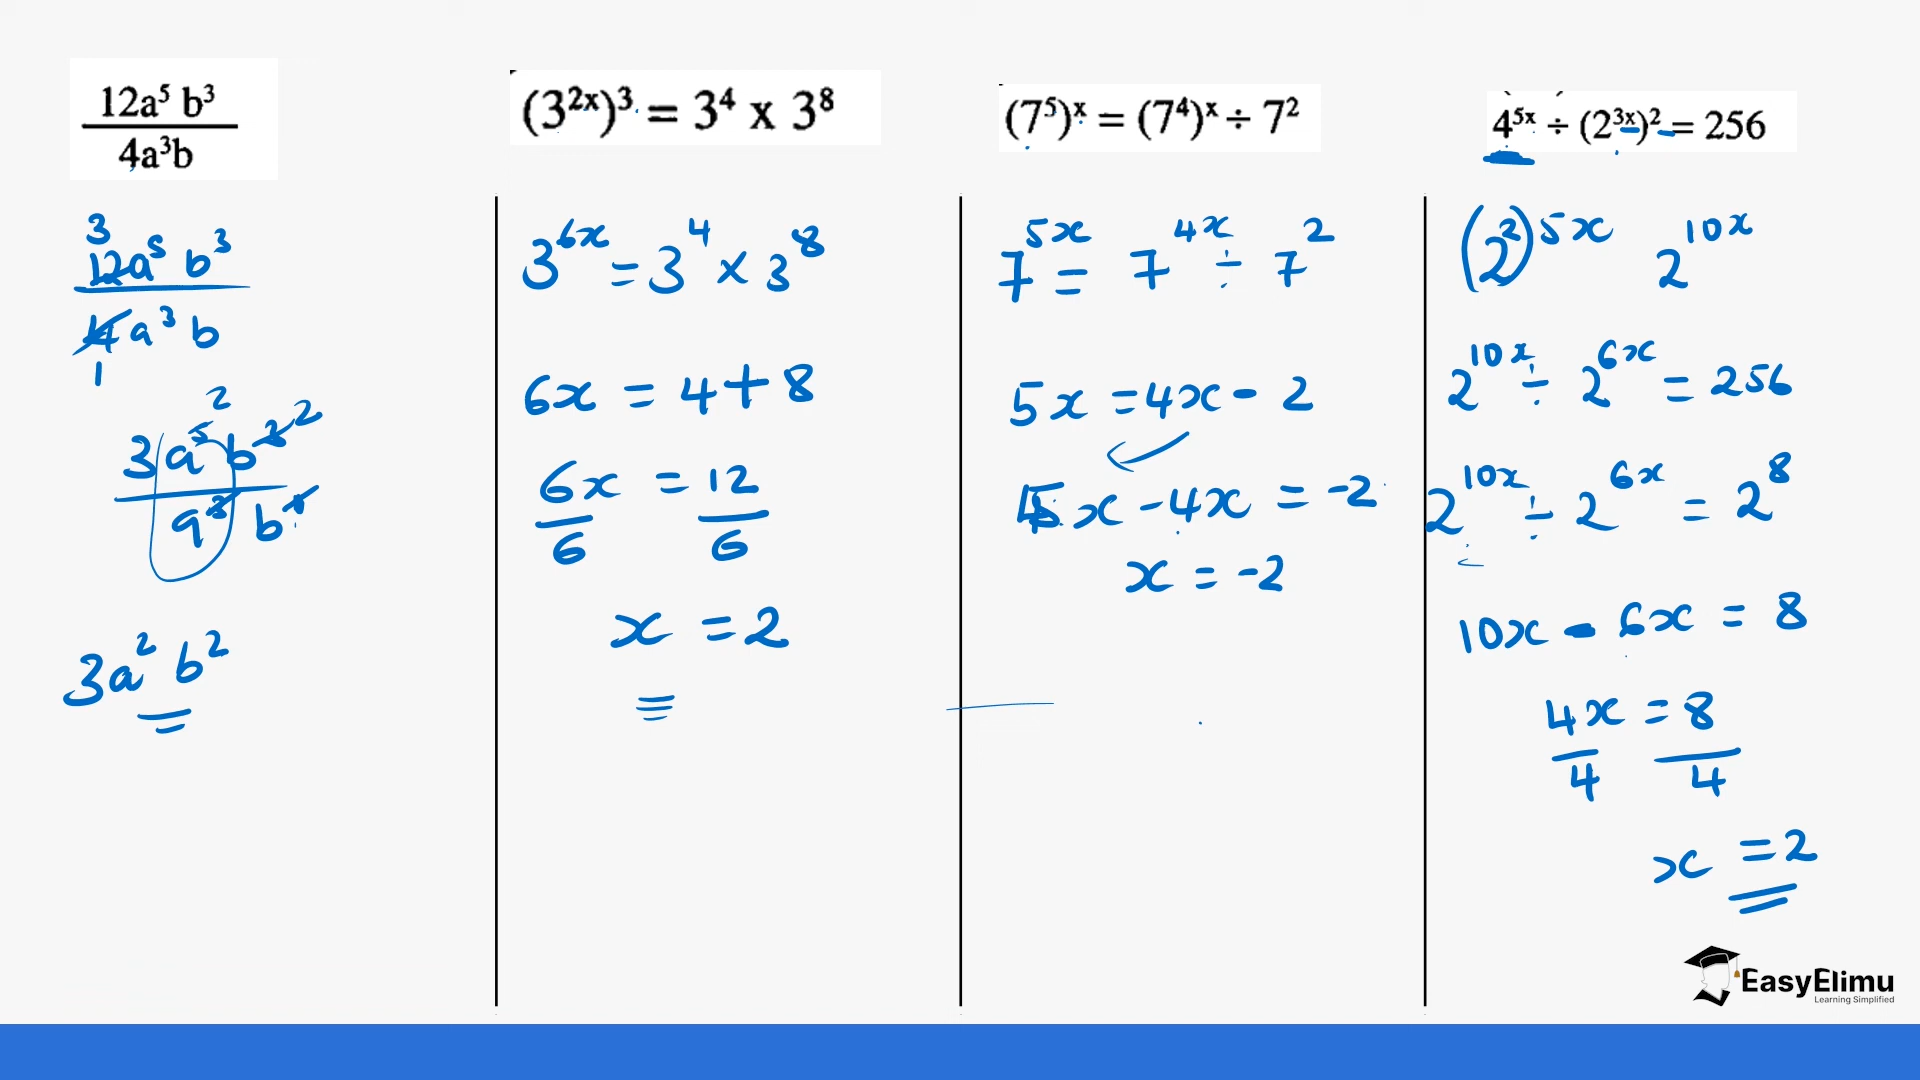 12a⁵ b³
4a³b
3
12a⁵ b³
4a³ b
1
2
3a⁵ b³ 2
a³ b¹
3a² b²
(3²ˣ)³ = 3⁴ x 3⁸
3⁶ˣ = 3⁴ × 3⁸
6x = 4 + 8
6x = 12
6 6
x = 2
(7⁵)ˣ = (7⁴)ˣ ÷ 7²
7⁵ˣ = 7⁴ˣ ÷ 7²
5x = 4x - 2
5x - 4x = -2
x = -2
4⁵ˣ ÷ (2³ˣ)² = 256
(2²)⁵ˣ 2¹⁰ˣ
2¹⁰ˣ ÷ 2⁶ˣ = 256
2¹⁰ˣ ÷ 2⁶ˣ = 2⁸
10x - 6x = 8
4x = 8
4 4
x = 2
EasyElimu
Learning Simplified